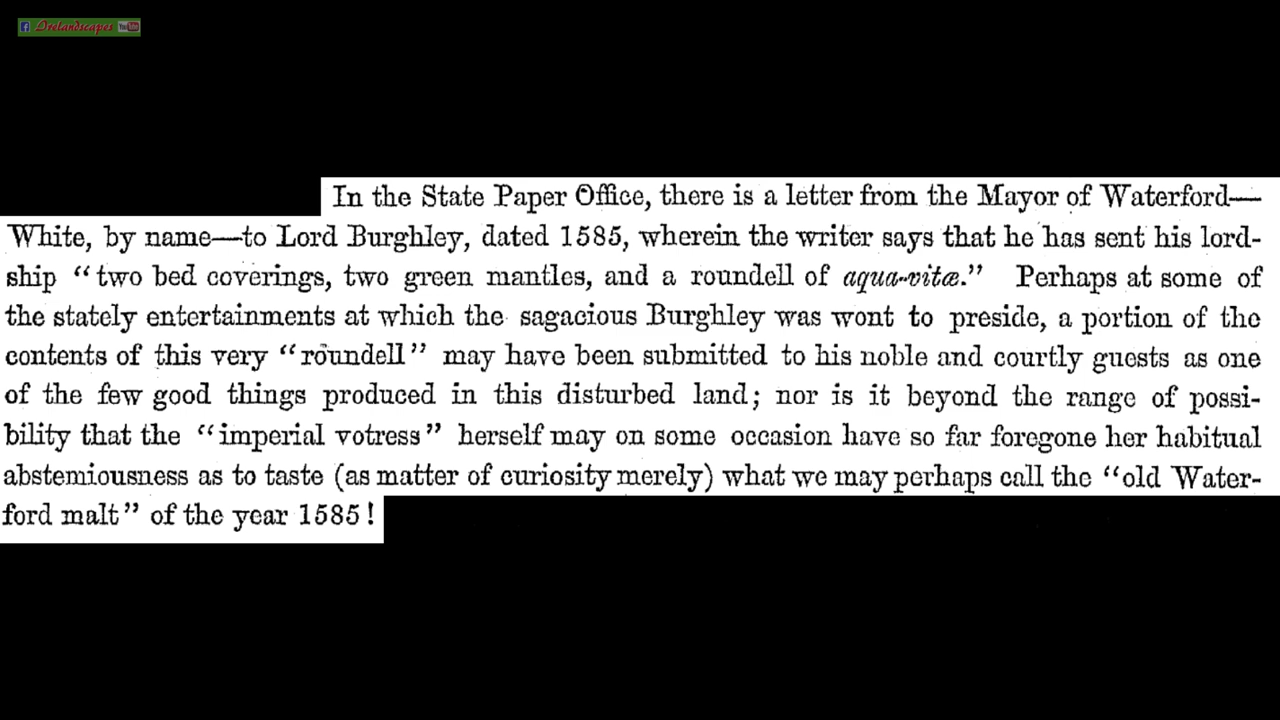 Irelandscapes YouTube
In the State Paper Office, there is a letter from the Mayor of Waterford—
White, by name—to Lord Burghley, dated 1585, wherein the writer says that he has sent his lord-
ship “two bed coverings, two green mantles, and a roundell of aqua-vitæ.” Perhaps at some of
the stately entertainments at which the sagacious Burghley was wont to preside, a portion of the
contents of this very “roundell” may have been submitted to his noble and courtly guests as one
of the few good things produced in this disturbed land; nor is it beyond the range of possi-
bility that the “imperial votress” herself may on some occasion have so far foregone her habitual
abstemiousness as to taste (as matter of curiosity merely) what we may perhaps call the “old Water-
ford malt” of the year 1585!